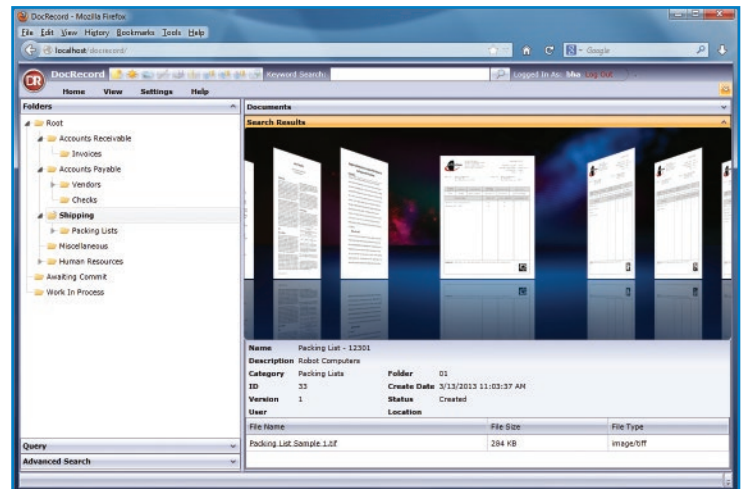 DocRecord - Mozilla Firefox
File Edit View History Bookmarks Tools Help
localhost/docrecord/
Google
DR DocRecord Keyword Search: Logged In As: bba Log Out
Home View Settings Help
Folders
Documents
Root
Search Results
Accounts Receivable
Invoices
Accounts Payable
Vendors
Checks
Shipping
Packing Lists
Miscellaneous
Human Resources
Awaiting Commit
Work In Process
Name Packing List - 12301
Description Robot Computers
Category Packing Lists Folder 01
ID 33 Create Date 3/13/2013 11:03:37 AM
Version 1 Status Created
User Location
File Name File Size File Type
Query
Packing List Sample 1.tif 284 KB image/tiff
Advanced Search